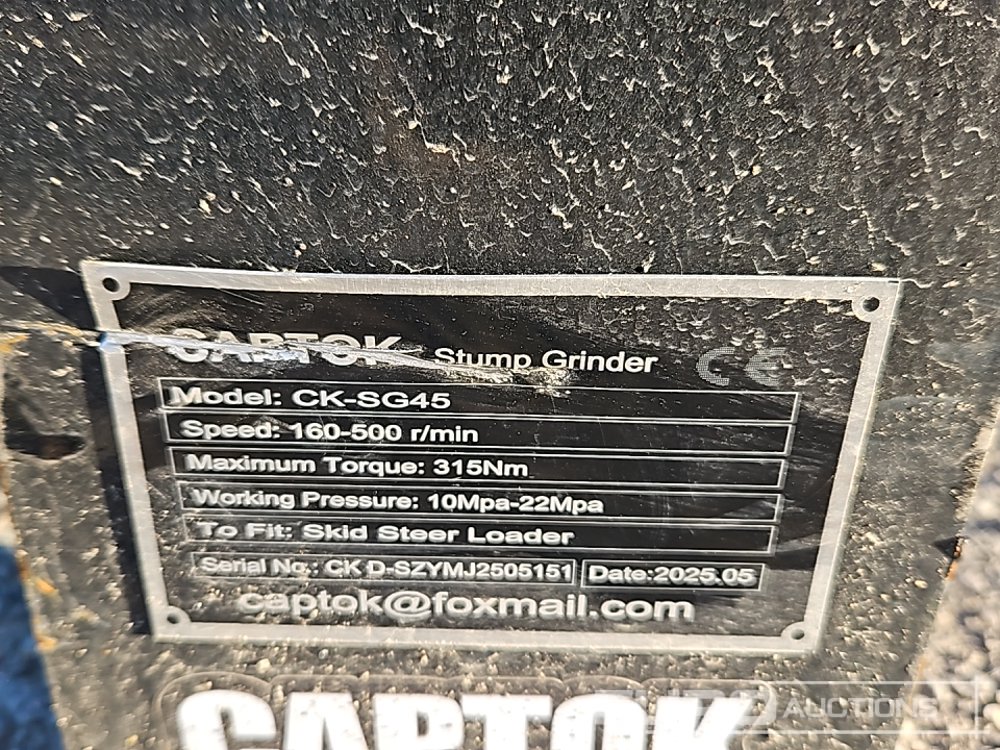 CAPTOK Stump Grinder CE
Model: CK-SG45
Speed: 160-500 r/min
Maximum Torque: 315Nm
Working Pressure: 10Mpa-22Mpa
To Fit: Skid Steer Loader
Serial No.: CK D-SZYMJ2505151 Date:2025.05
captok@foxmail.com
CAPTOK
EURO AUCTIONS